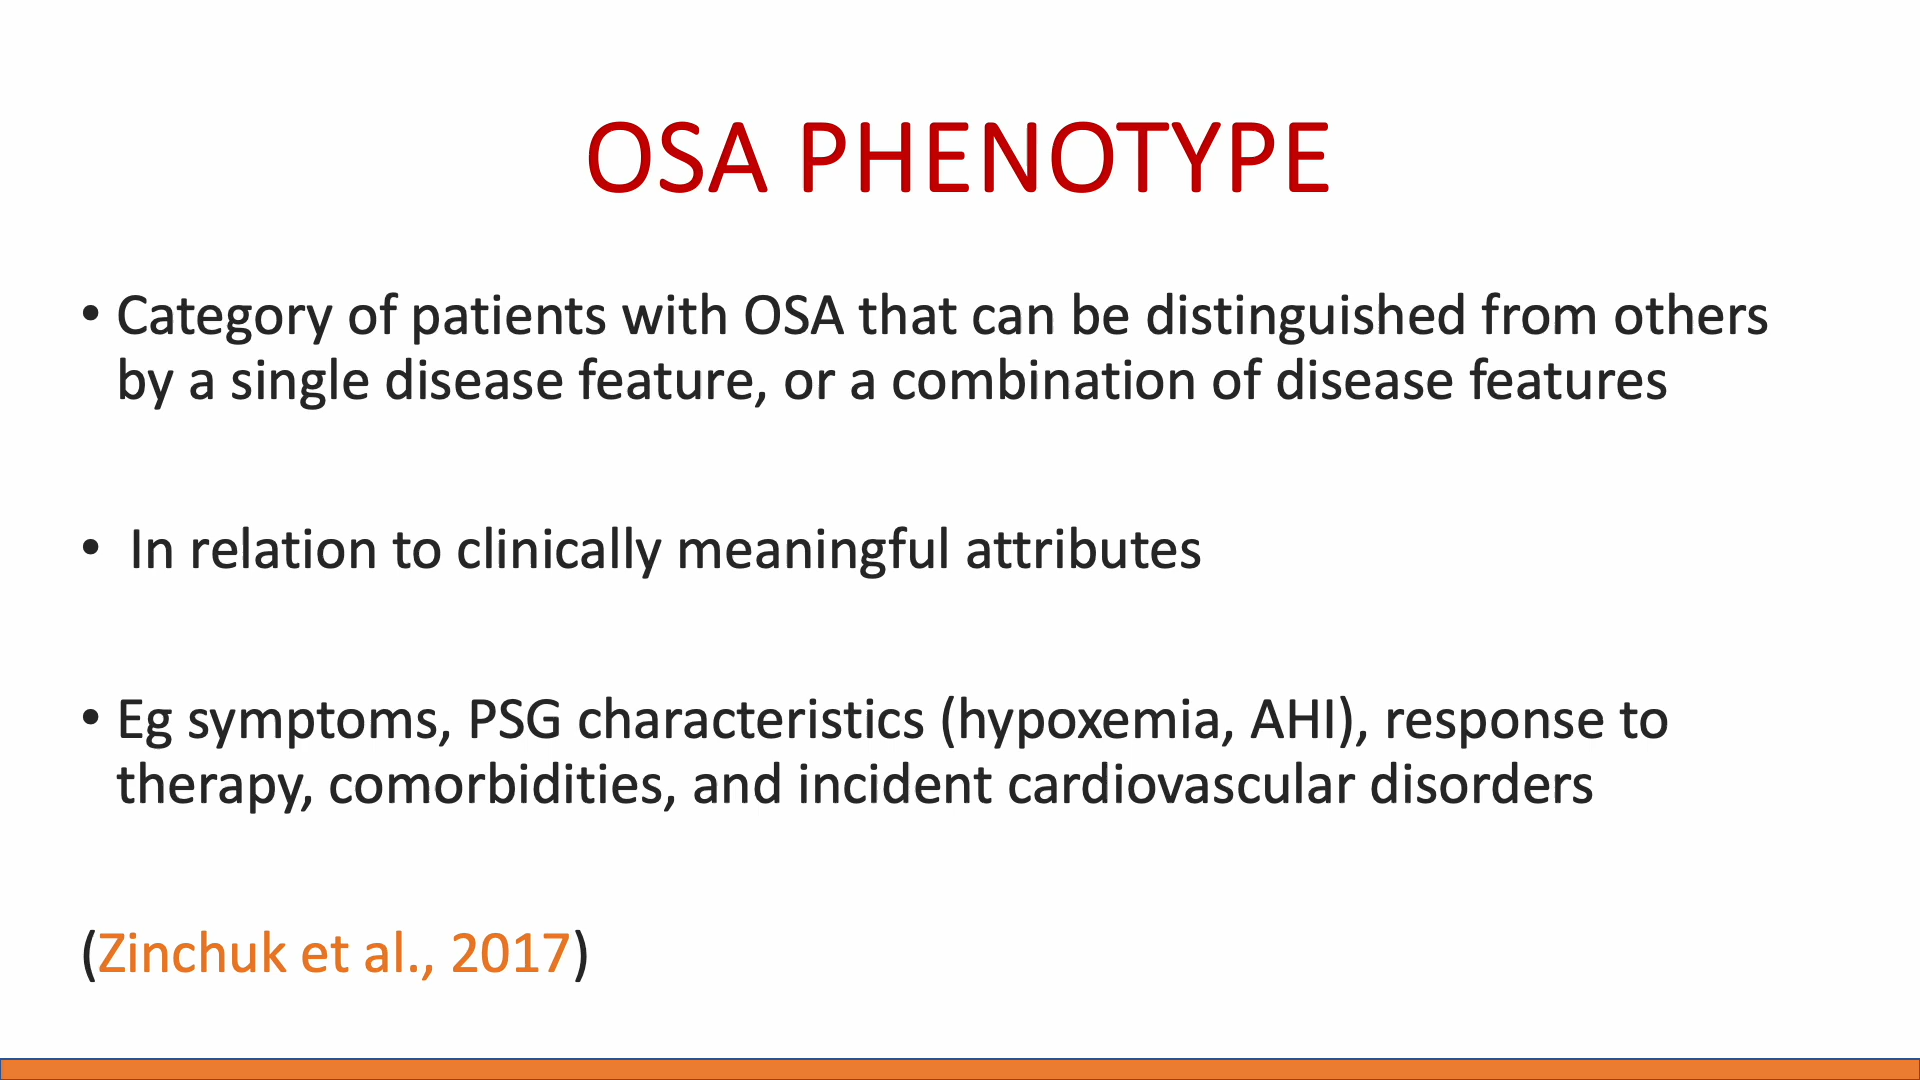 OSA PHENOTYPE
• Category of patients with OSA that can be distinguished from others
by a single disease feature, or a combination of disease features
• In relation to clinically meaningful attributes
• Eg symptoms, PSG characteristics (hypoxemia, AHI), response to
therapy, comorbidities, and incident cardiovascular disorders
(Zinchuk et al., 2017)